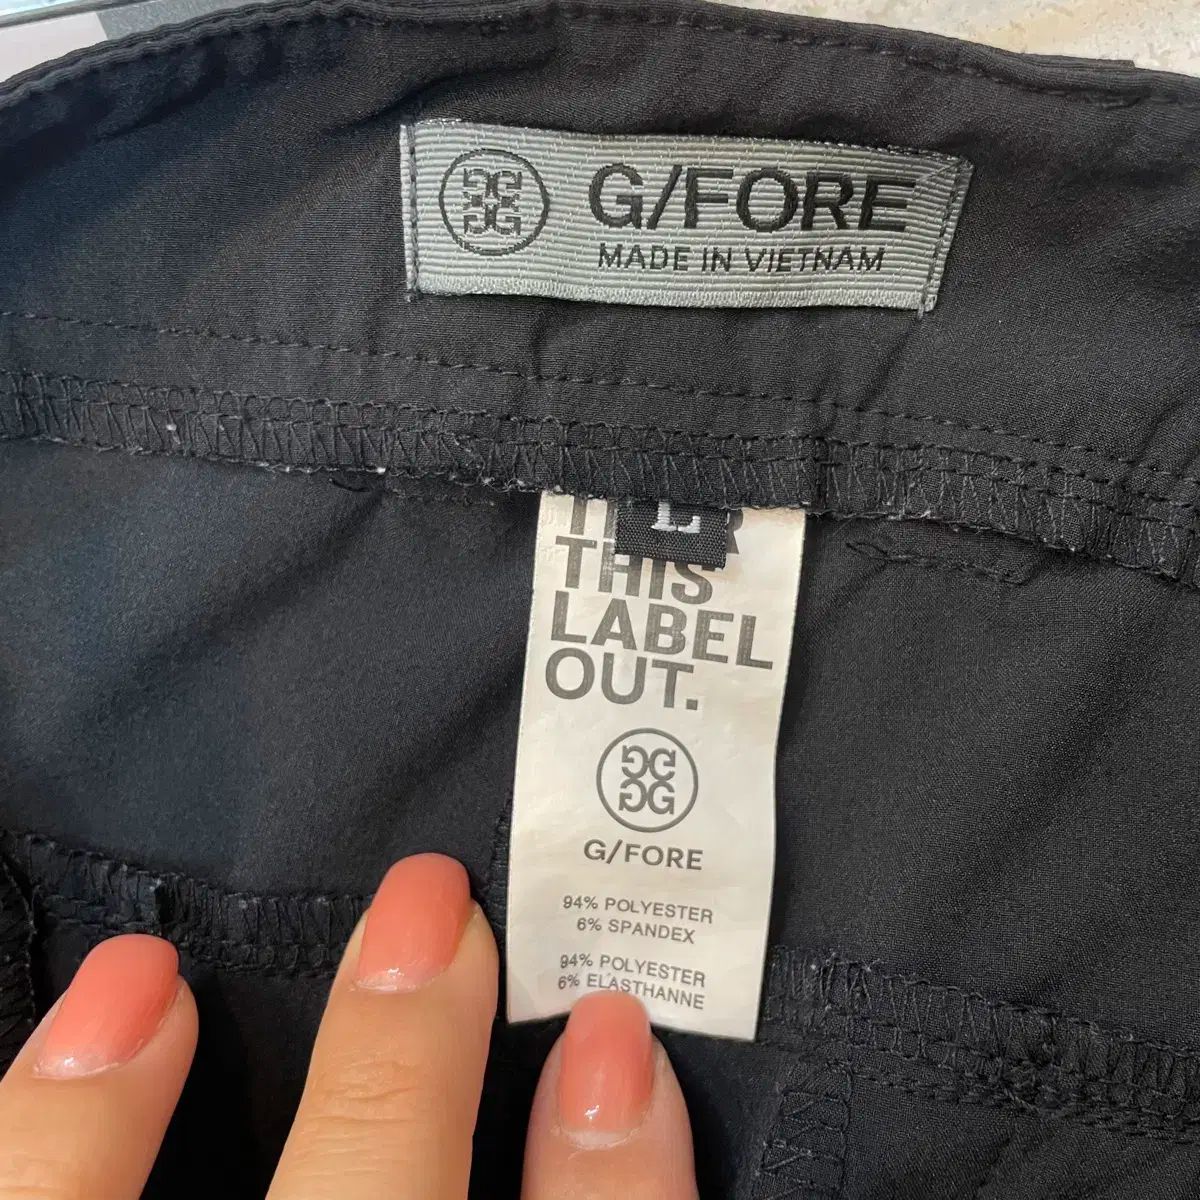 G/FORE
MADE IN VIETNAM
L
THIS
LABEL
OUT.
G/FORE
94% POLYESTER
6% SPANDEX
94% POLYESTER
6% ELASTHANNE